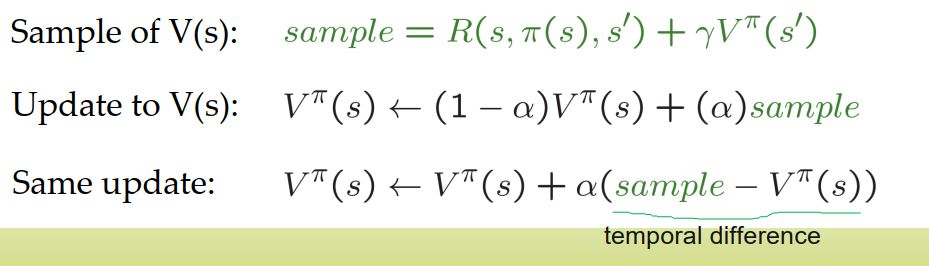 Sample of V(s): sample = R(s, π(s), s′) + γV^π(s′)
Update to V(s): V^π(s) ← (1 − α)V^π(s) + (α)sample
Same update: V^π(s) ← V^π(s) + α(sample − V^π(s))
temporal difference